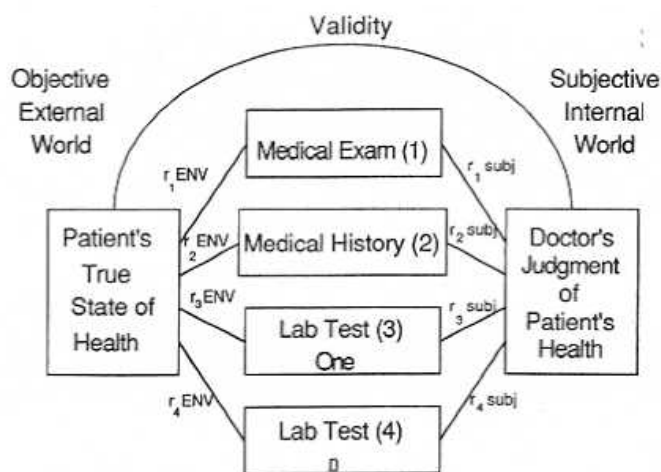 Validity
Objective
External
World
Subjective
Internal
World
Medical Exam (1)
r1 ENV
r1 subj
Patient's
True
State of
Health
r2 ENV
Medical History (2)
r2 subj
Doctor's
Judgment
of
Patient's
Health
r3 ENV
Lab Test (3)
One
r3 subj
r4 ENV
Lab Test (4)
r4 subj